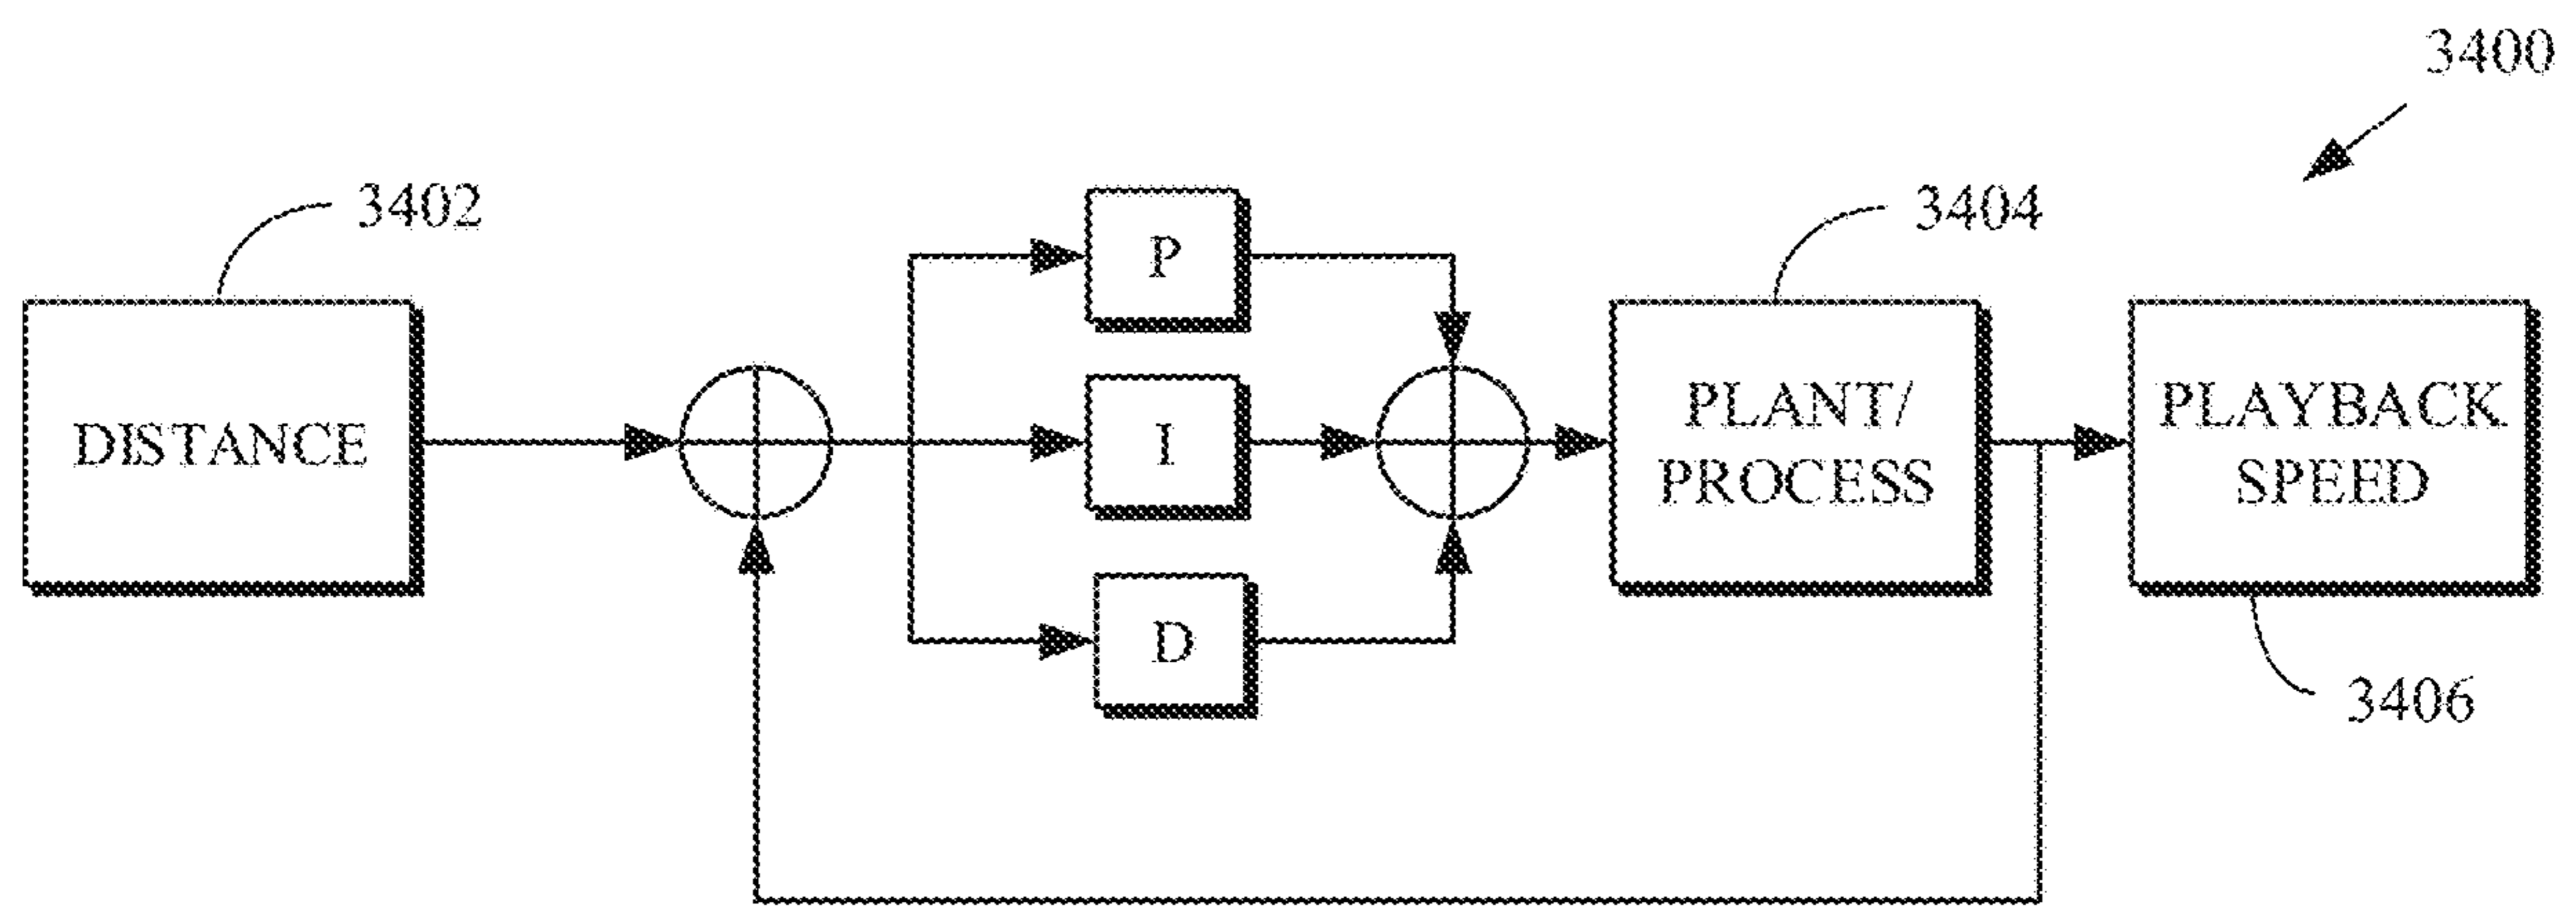 3400
3402
3404
P
DISTANCE
I
PLANT/
PROCESS
PLAYBACK
SPEED
D
3406